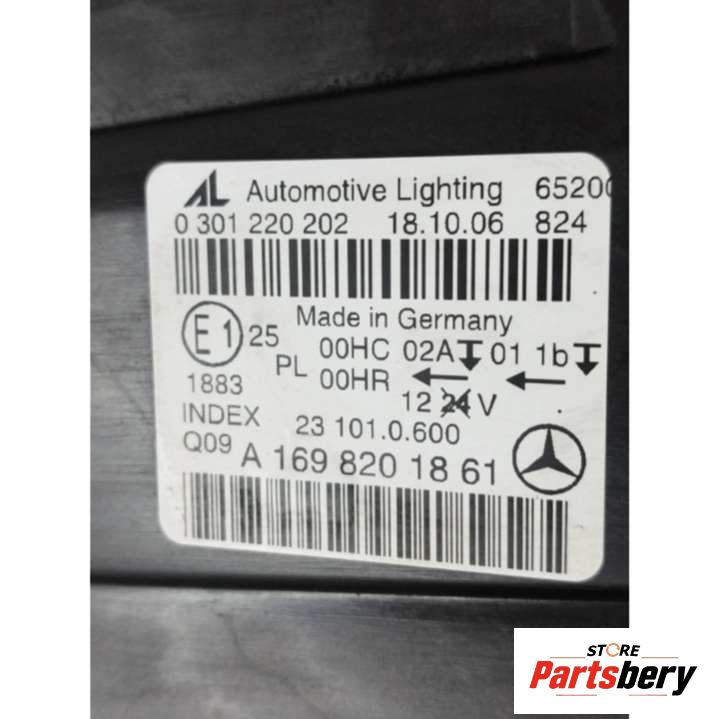 AL Automotive Lighting 6520
0 301 220 202 18.10.06 824
Made in Germany
E1 25 00HC 02A 01 1b
PL 00HR
1883 12 24 V
INDEX 23 101.0.600
Q09 A 169 820 18 61
STORE
Partsbery